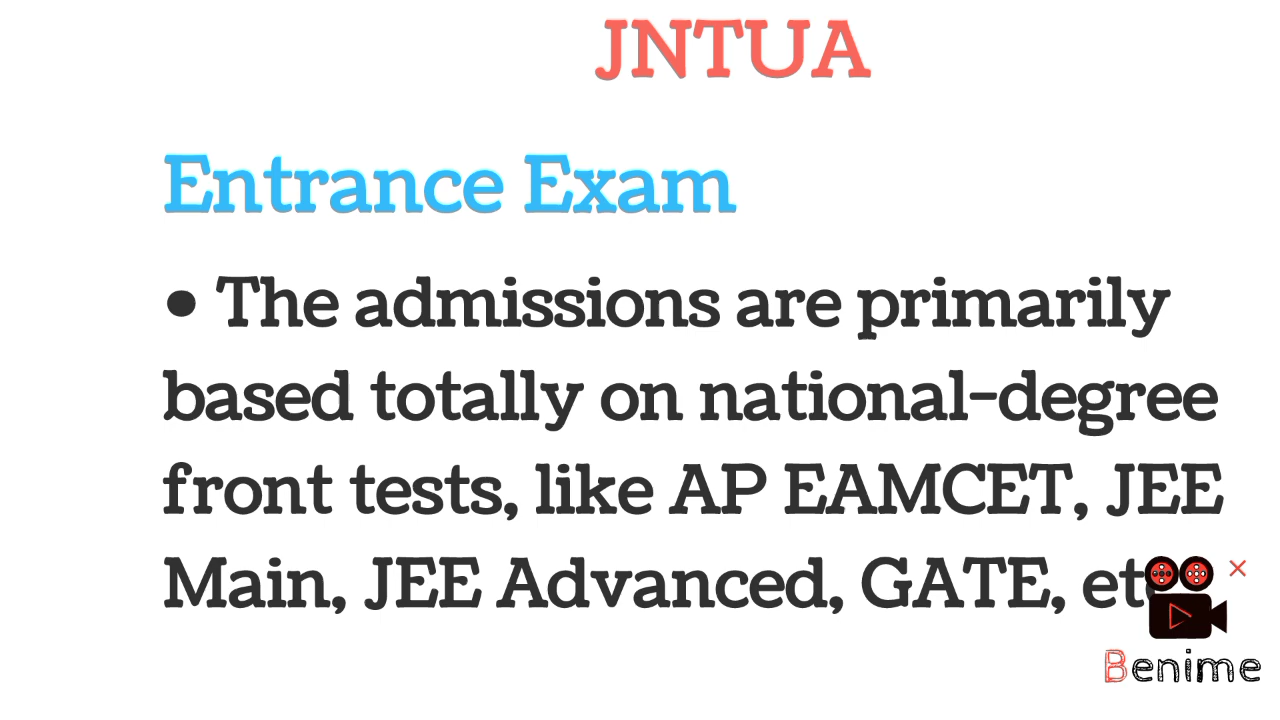 JNTUA
Entrance Exam
• The admissions are primarily
based totally on national-degree
front tests, like AP EAMCET, JEE
Main, JEE Advanced, GATE,
Benime